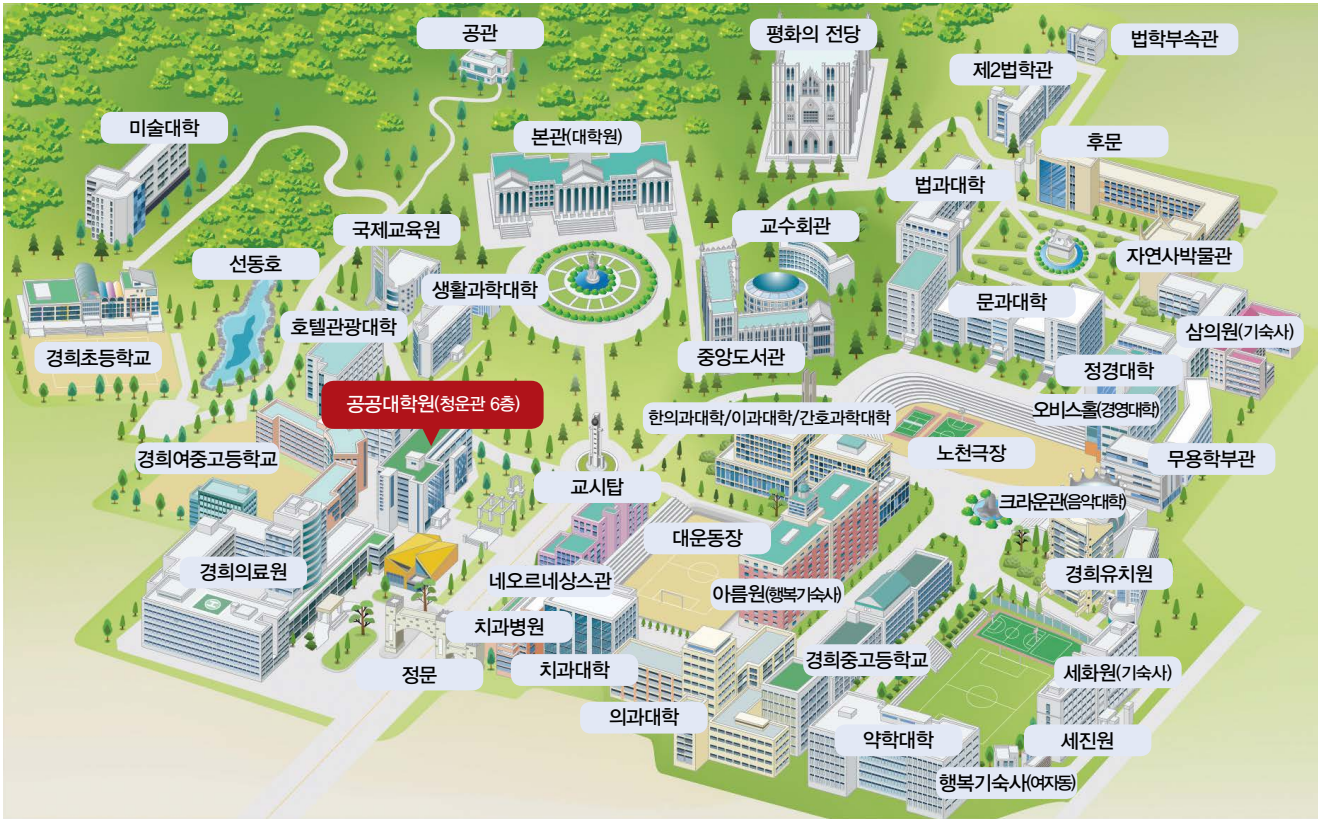 공관
평화의 전당
법학부속관
제2법학관
미술대학
본관(대학원)
후문
법과대학
국제교육원
교수회관
선동호
자연사박물관
생활과학대학
문과대학
호텔관광대학
삼의원(기숙사)
경희초등학교
중앙도서관
정경대학
공공대학원(청운관 6층)
한의과대학/이과대학/간호과학대학
오비스홀(경영대학)
경희여중고등학교
노천극장
무용학부관
교시탑
크라운관(음악대학)
대운동장
경희의료원
네오르네상스관
아름원(행복기숙사)
경희유치원
치과병원
정문
치과대학
경희중고등학교
세화원(기숙사)
의과대학
약학대학
세진원
행복기숙사(여자동)